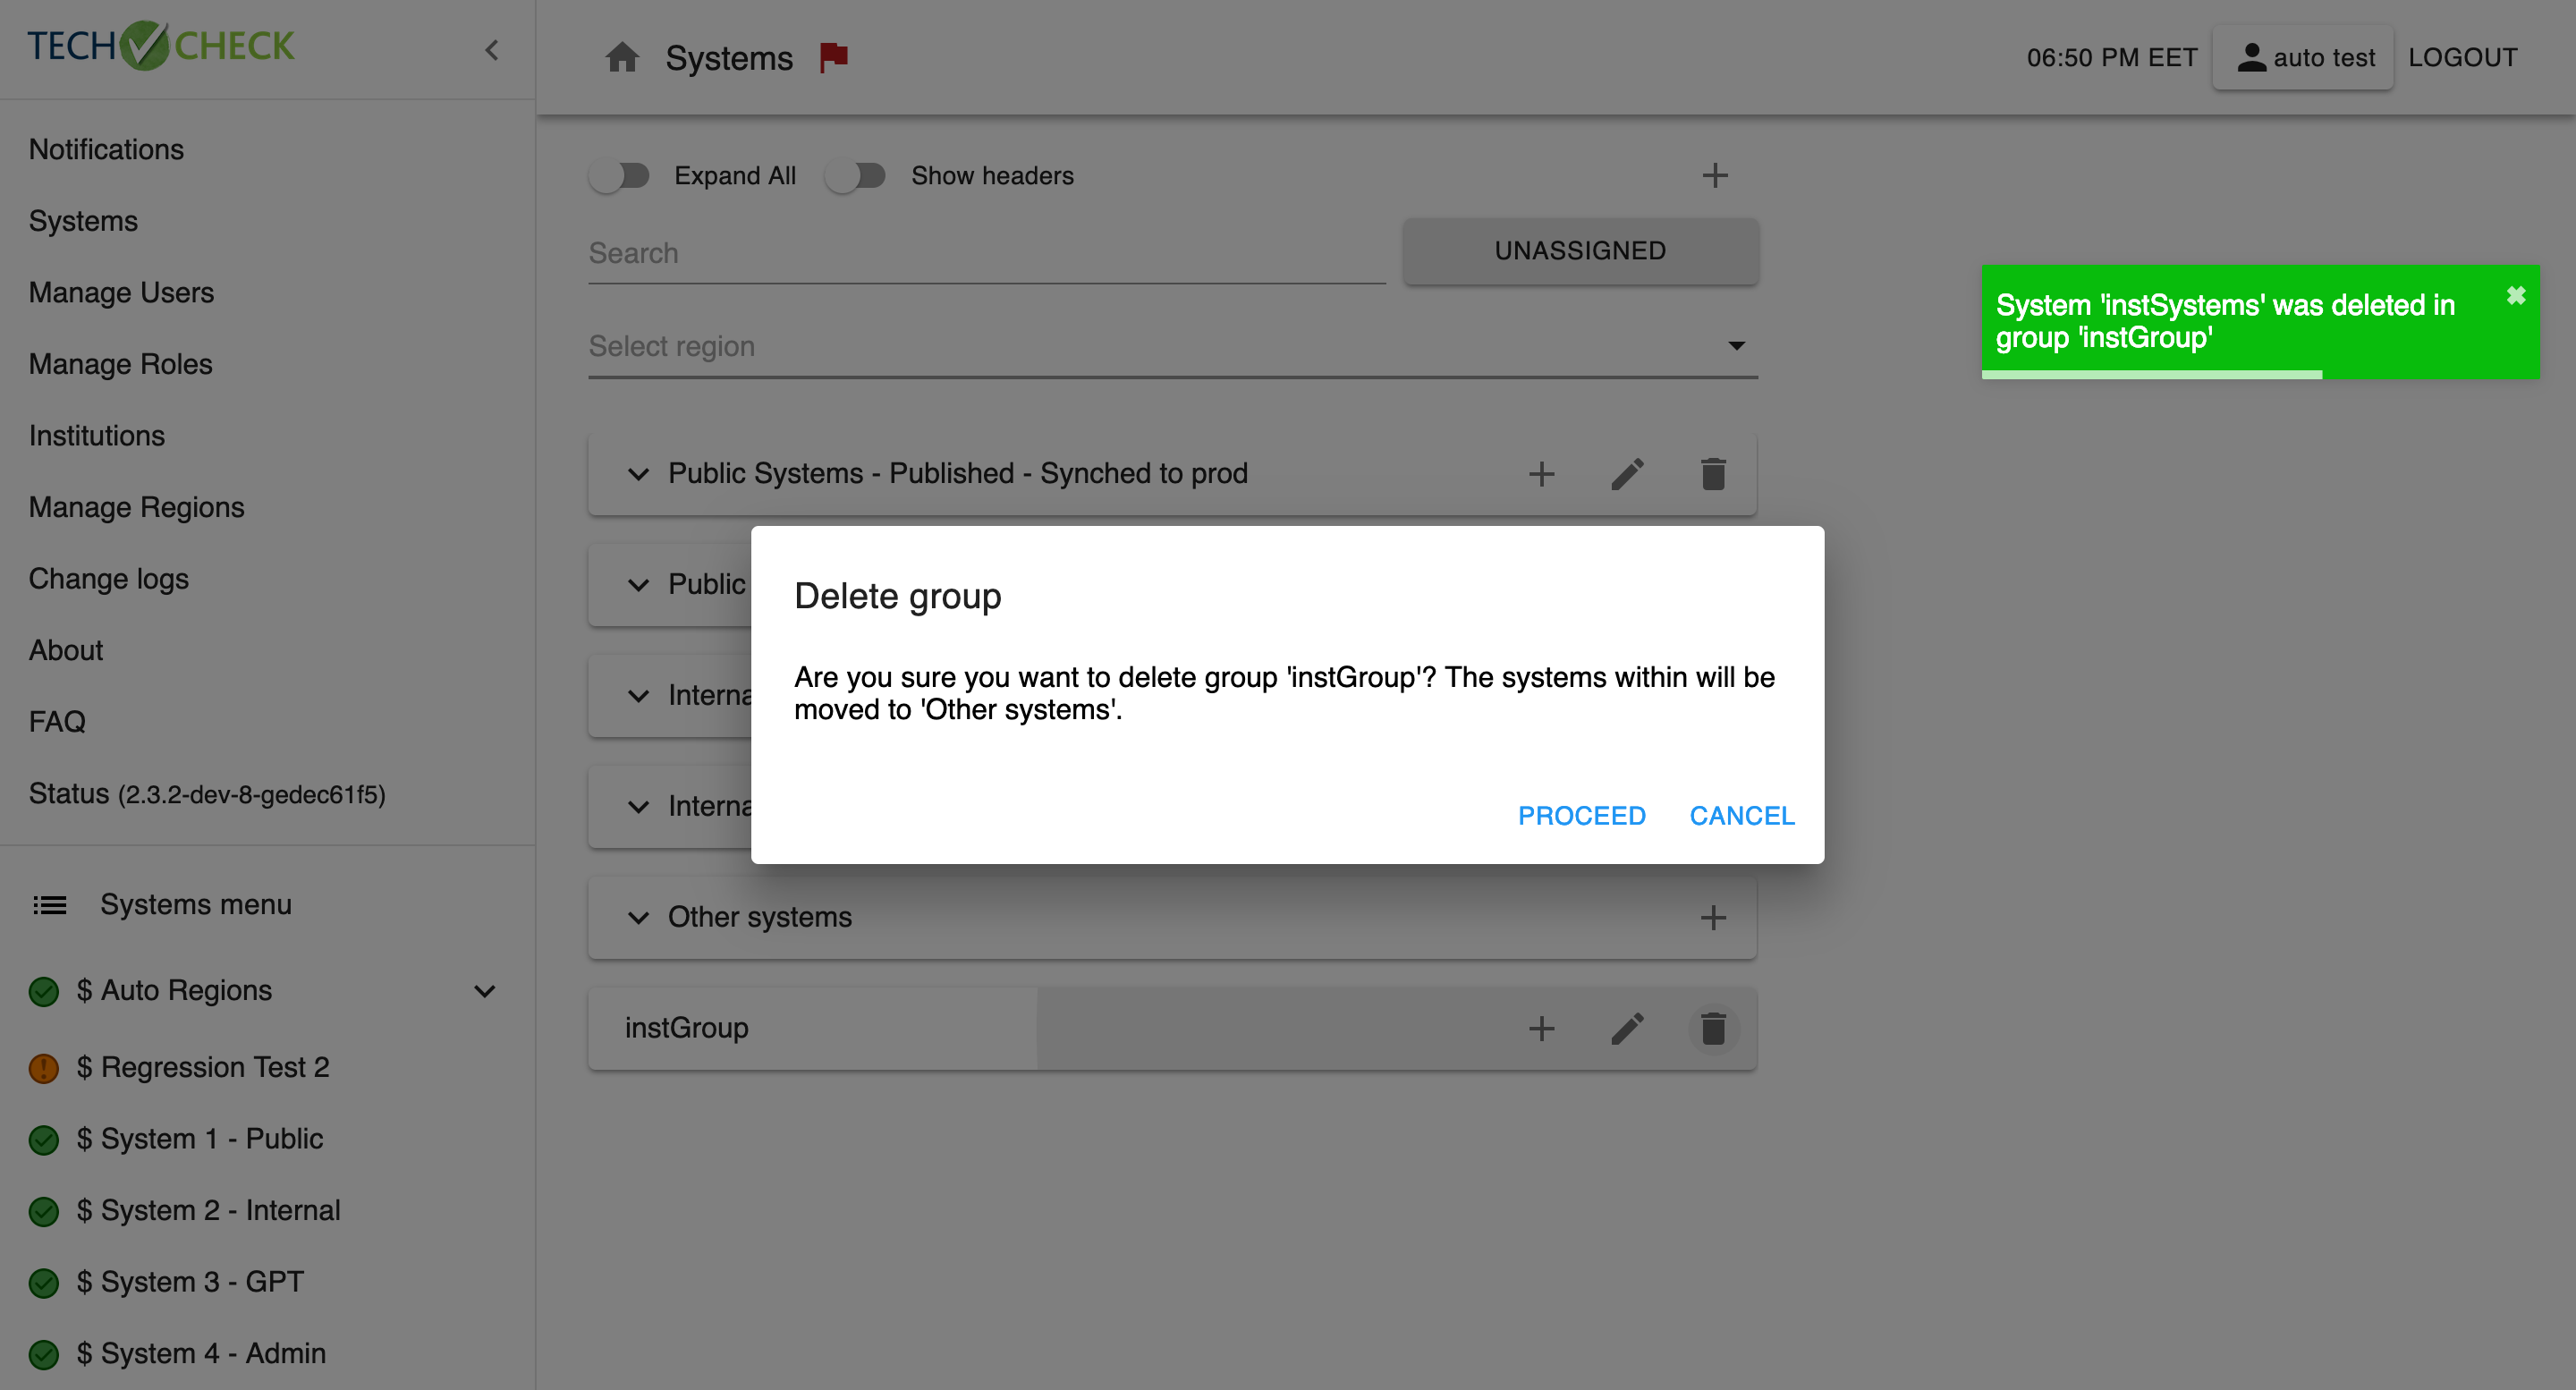 TECH CHECK
Systems
06:50 PM EET
auto test
LOGOUT
Notifications
Systems
Manage Users
Manage Roles
Institutions
Manage Regions
Change logs
About
FAQ
Status (2.3.2-dev-8-gedec61f5)
Systems menu
$ Auto Regions
$ Regression Test 2
$ System 1 - Public
$ System 2 - Internal
$ System 3 - GPT
$ System 4 - Admin
Expand All
Show headers
Search
UNASSIGNED
Select region
Public Systems - Published - Synched to prod
Public
Interna
Interna
Other systems
instGroup
Delete group
Are you sure you want to delete group 'instGroup'? The systems within will be
moved to 'Other systems'.
PROCEED
CANCEL
System 'instSystems' was deleted in
group 'instGroup'